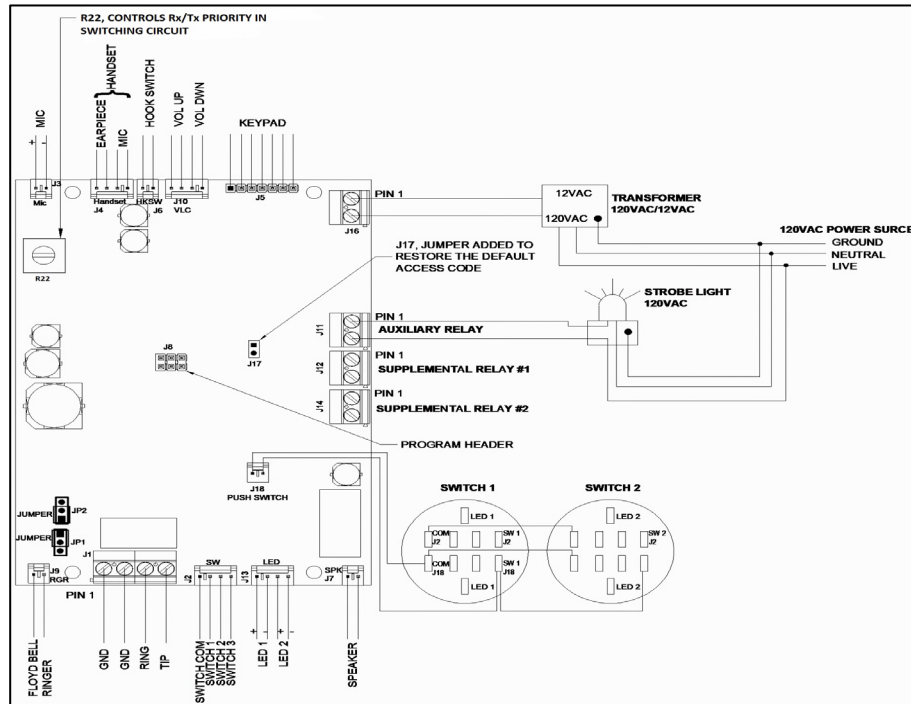 R22, CONTROLS Rx/Tx PRIORITY IN
SWITCHING CIRCUIT
MIC
+
-
EARPIECE
HANDSET
MIC
HOOK SWITCH
VOL UP
VOL DWN
KEYPAD
J3
Mic
Handset
J4
HKSW
J6
J10
VLC
J5
PIN 1
J16
12VAC
120VAC
TRANSFORMER
120VAC/12VAC
120VAC POWER SURCE
GROUND
NEUTRAL
LIVE
R22
J17, JUMPER ADDED TO
RESTORE THE DEFAULT
ACCESS CODE
STROBE LIGHT
120VAC
J11
PIN 1
AUXILIARY RELAY
J8
J17
J12
PIN 1
SUPPLEMENTAL RELAY #1
J14
PIN 1
SUPPLEMENTAL RELAY #2
PROGRAM HEADER
J18
PUSH SWITCH
SWITCH 1
SWITCH 2
LED 1
LED 2
COM
J2
SW 1
J2
SW 2
J2
COM
J18
SW 1
J18
LED 1
LED 2
JUMPER
JP2
JUMPER
JP1
J1
J9
RGR
PIN 1
J2
SW
J13
LED
SPK
J7
FLOYD BELL
RINGER
GND
GND
RING
TIP
SWITCH COM
SWITCH 1
SWITCH 2
SWITCH 3
+
LED 1
-
+
LED 2
-
SPEAKER